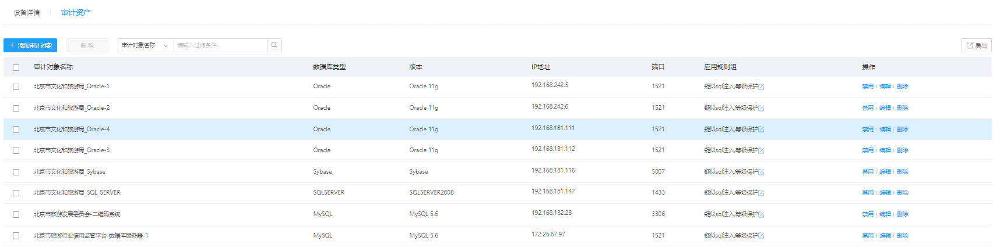 设备详情 审计资产
+ 添加审计对象 删 除 审计对象名称 请输入过滤条件... 导出
审计对象名称 数据库类型 版本 IP地址 端口 应用规则组 操作
北京市文化和旅游局_Oracle-1 Oracle Oracle 11g 192.168.242.5 1521 疑似sql注入,等级保护 禁用 编辑 删除
北京市文化和旅游局_Oracle-2 Oracle Oracle 11g 192.168.242.6 1521 疑似sql注入,等级保护 禁用 编辑 删除
北京市文化和旅游局_Oracle-4 Oracle Oracle 11g 192.168.181.111 1521 疑似sql注入,等级保护 禁用 编辑 删除
北京市文化和旅游局_Oracle-3 Oracle Oracle 11g 192.168.181.112 1521 疑似sql注入,等级保护 禁用 编辑 删除
北京市文化和旅游局_Sybase Sybase Sybase 192.168.181.116 5007 疑似sql注入,等级保护 禁用 编辑 删除
北京市文化和旅游局_SQL_SERVER SQLSERVER SQLSERVER2008 192.168.181.147 1433 疑似sql注入,等级保护 禁用 编辑 删除
北京市旅游发展委员会-二维码系统 MySQL MySQL 5.6 192.168.182.28 3306 疑似sql注入,等级保护 禁用 编辑 删除
北京市旅游行业信用监管平台-数据库服务器-1 MySQL MySQL 5.6 172.26.67.97 1521 疑似sql注入,等级保护 禁用 编辑 删除